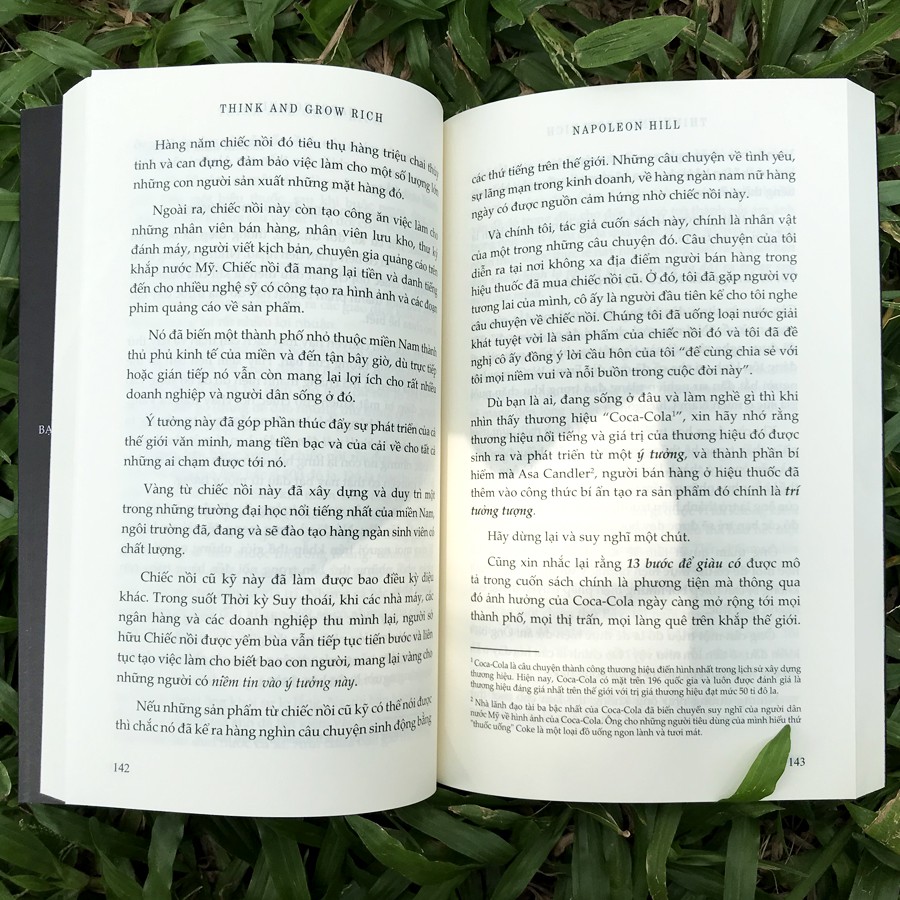 THINK AND GROW RICH
Hàng năm chiếc nồi đó tiêu thụ hàng triệu chai thủy
tinh và can đựng, đảm bảo việc làm cho một số lượng lớn
những con người sản xuất những mặt hàng đó.
Ngoài ra, chiếc nồi này còn tạo công ăn việc làm cho
những nhân viên bán hàng, nhân viên lưu kho, thư ký
đánh máy, người viết kịch bản, chuyên gia quảng cáo trên
khắp nước Mỹ. Chiếc nồi đã mang lại tiền và danh tiếng
đến cho nhiều nghệ sỹ có công tạo ra hình ảnh và các đoạn
phim quảng cáo về sản phẩm.
Nó đã biến một thành phố nhỏ thuộc miền Nam thành
thủ phủ kinh tế của miền và đến tận bây giờ, dù trực tiếp
hoặc gián tiếp nó vẫn còn mang lại lợi ích cho rất nhiều
doanh nghiệp và người dân sống ở đó.
Ý tưởng này đã góp phần thúc đẩy sự phát triển của cả
thế giới văn minh, mang tiền bạc và của cải về cho tất cả
những ai chạm được tới nó.
Vàng từ chiếc nồi này đã xây dựng và duy trì một
trong những trường đại học nổi tiếng nhất của miền Nam,
ngôi trường đã, đang và sẽ đào tạo hàng ngàn sinh viên có
chất lượng.
Chiếc nồi cũ kỹ này đã làm được bao điều kỳ diệu
khác. Trong suốt Thời kỳ Suy thoái, khi các nhà máy, các
ngân hàng và các doanh nghiệp thu mình lại, người sở
hữu Chiếc nồi được yểm bùa vẫn tiếp tục tiến bước và liên
tục tạo việc làm cho biết bao con người, mang lại vàng cho
những người có niềm tin vào ý tưởng này.
Nếu những sản phẩm từ chiếc nồi cũ kỹ có thể nói được
thì chắc nó đã kể ra hàng nghìn câu chuyện sinh động bằng
142
BẠ
NAPOLEON HILL
các thứ tiếng trên thế giới. Những câu chuyện về tình yêu,
sự lãng mạn trong kinh doanh, về hàng ngàn nam nữ hàng
ngày có được nguồn cảm hứng nhờ chiếc nồi này.
Và chính tôi, tác giả cuốn sách này, chính là nhân vật
của một trong những câu chuyện đó. Câu chuyện của tôi
diễn ra tại nơi không xa địa điểm người bán hàng trong
hiệu thuốc đã mua chiếc nồi cũ. Ở đó, tôi đã gặp người vợ
tương lai của mình, cô ấy là người đầu tiên kể cho tôi nghe
câu chuyện về chiếc nồi. Chúng tôi đã uống loại nước giải
khát tuyệt vời là sản phẩm của chiếc nồi đó và tôi đã đề
nghị cô ấy đồng ý lời cầu hôn của tôi “để cùng chia sẻ với
tôi mọi niềm vui và nỗi buồn trong cuộc đời này”.
Dù bạn là ai, đang sống ở đâu và làm nghề gì thì khi
nhìn thấy thương hiệu “Coca-Cola¹”, xin hãy nhớ rằng
thương hiệu nổi tiếng và giá trị của thương hiệu đó được
sinh ra và phát triển từ một ý tưởng, và thành phần bí
hiểm mà Asa Candler², người bán hàng ở hiệu thuốc đã
thêm vào công thức bí ẩn tạo ra sản phẩm đó chính là trí
tưởng tượng.
Hãy dừng lại và suy nghĩ một chút.
Cũng xin nhắc lại rằng 13 bước để giàu có được mô
tả trong cuốn sách chính là phương tiện mà thông qua
đó ảnh hưởng của Coca-Cola ngày càng mở rộng tới mọi
thành phố, mọi thị trấn, mọi làng quê trên khắp thế giới.
¹ Coca-Cola là câu chuyện thành công thương hiệu điển hình nhất trong lịch sử xây dựng
thương hiệu. Hiện nay, Coca-Cola có mặt trên 196 quốc gia và luôn được đánh giá là
thương hiệu đáng giá nhất trên thế giới với trị giá thương hiệu đạt mức 50 tỉ đô la.
² Nhà lãnh đạo tài ba bậc nhất của Coca-Cola đã biến chuyển suy nghĩ của người dân
nước Mỹ về hình ảnh của Coca-Cola. Ông cho những người tiêu dùng của mình hiểu thứ
"thuốc uống" Coke là một loại đồ uống ngon lành và tươi mát.
143